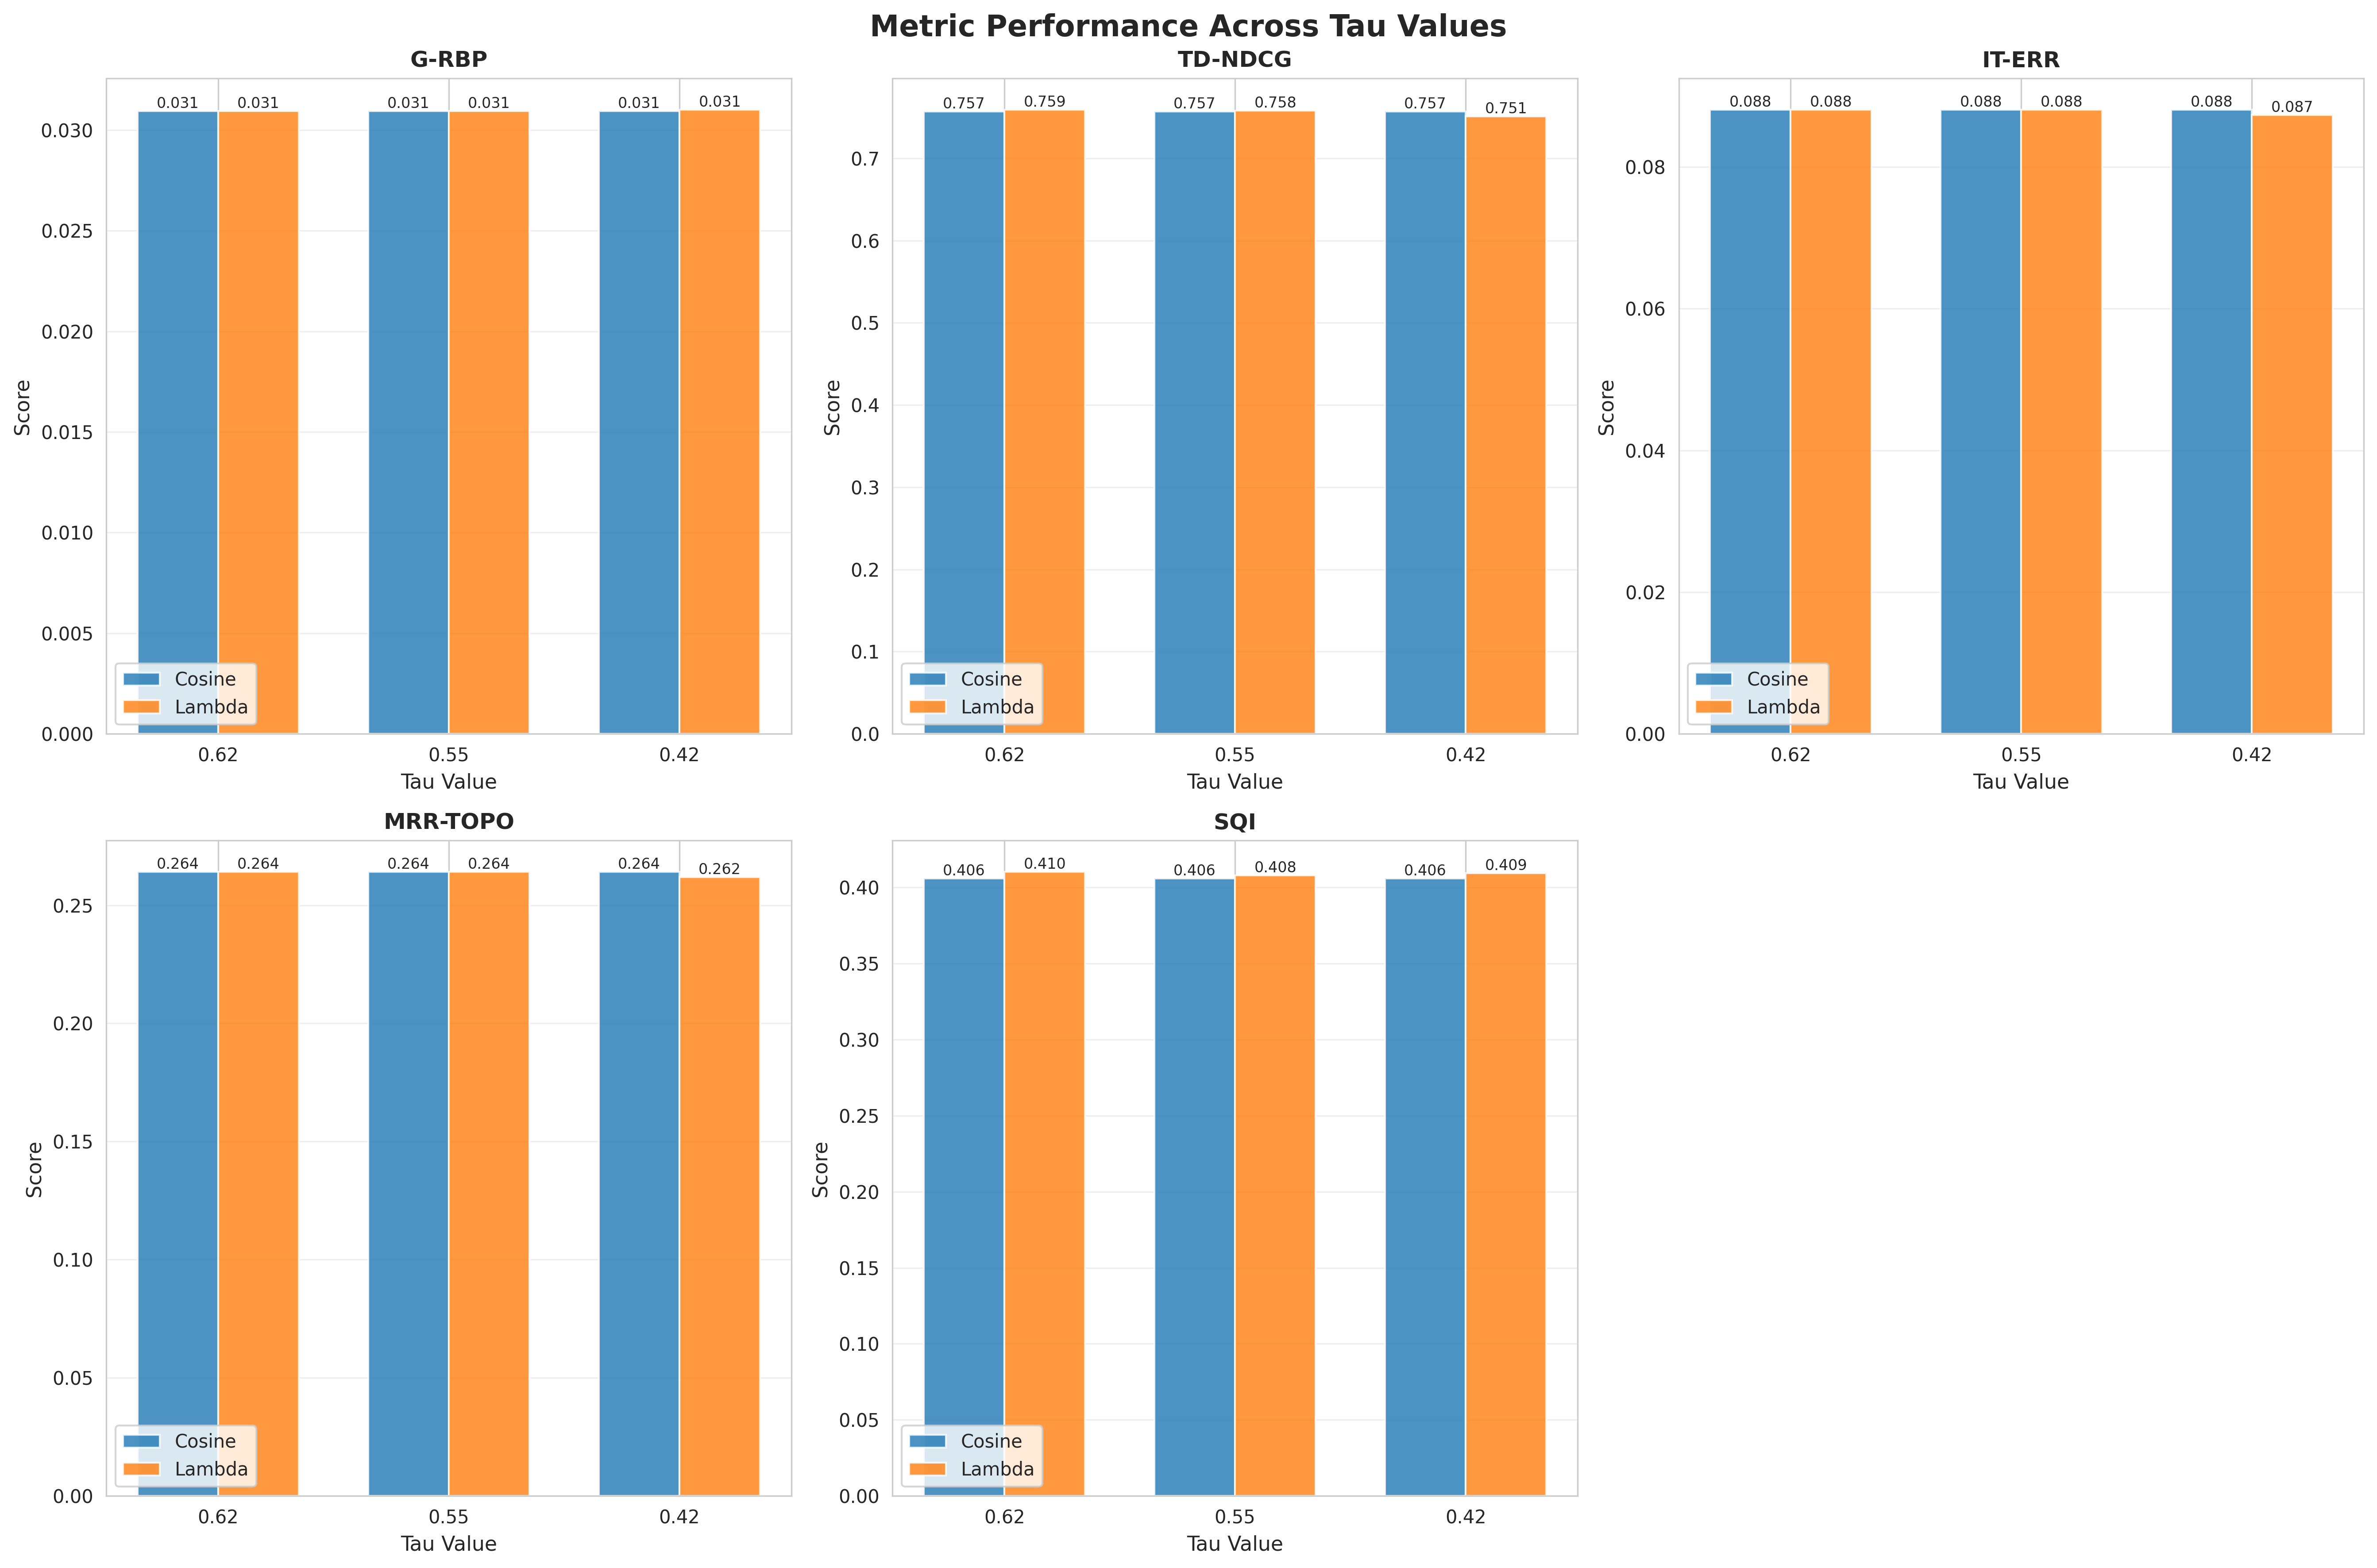 Metric Performance Across Tau Values
G-RBP
0.031 0.031 0.031 0.031 0.031 0.031
0.030
0.025
0.020
0.015
0.010
0.005
0.000
Score
Cosine
Lambda
0.62 0.55 0.42
Tau Value
TD-NDCG
0.757 0.759 0.757 0.758 0.757 0.751
0.7
0.6
0.5
0.4
0.3
0.2
0.1
0.0
Score
Cosine
Lambda
0.62 0.55 0.42
Tau Value
IT-ERR
0.088 0.088 0.088 0.088 0.088 0.087
0.08
0.06
0.04
0.02
0.00
Score
Cosine
Lambda
0.62 0.55 0.42
Tau Value
MRR-TOPO
0.264 0.264 0.264 0.264 0.264 0.262
0.25
0.20
0.15
0.10
0.05
0.00
Score
Cosine
Lambda
0.62 0.55 0.42
Tau Value
SQI
0.406 0.410 0.406 0.408 0.406 0.409
0.40
0.35
0.30
0.25
0.20
0.15
0.10
0.05
0.00
Score
Cosine
Lambda
0.62 0.55 0.42
Tau Value